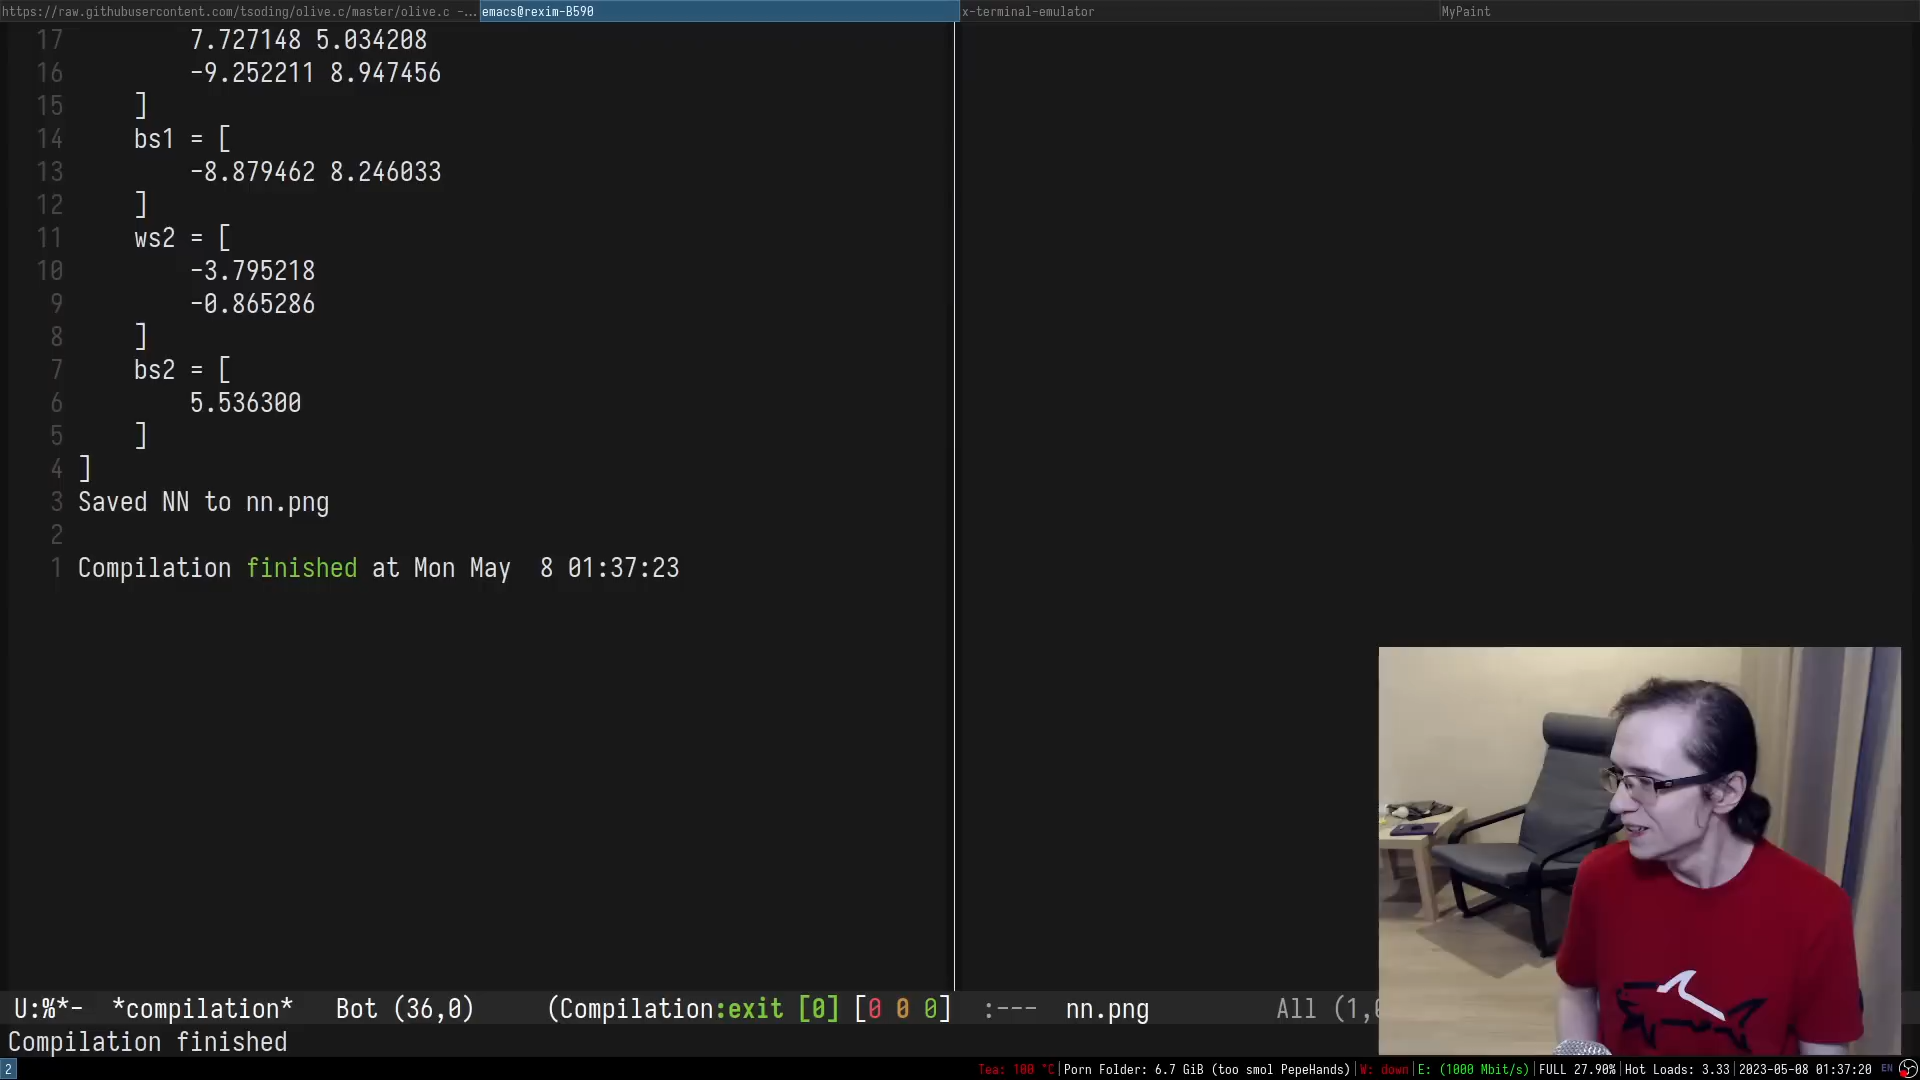 https://raw.githubusercontent.com/tsoding/olive.c/master/olive.c -... emacs@rexim-B590 x-terminal-emulator MyPaint
17 7.727148 5.034208
16 -9.252211 8.947456
15 ]
14 bs1 = [
13 -8.879462 8.246033
12 ]
11 ws2 = [
10 -3.795218
9 -0.865286
8 ]
7 bs2 = [
6 5.536300
5 ]
4 ]
3 Saved NN to nn.png
2
1 Compilation finished at Mon May  8 01:37:23
U:%*-  *compilation*   Bot (36,0)     (Compilation:exit [0] [0 0 0]  :---  nn.png         All (1,0
Compilation finished
2 Tea: 100 °C|Porn Folder: 6.7 GiB (too smol PepeHands)|W: down|E: (1000 Mbit/s)|FULL 27.90%|Hot Loads: 3.33|2023-05-08 01:37:20 EN